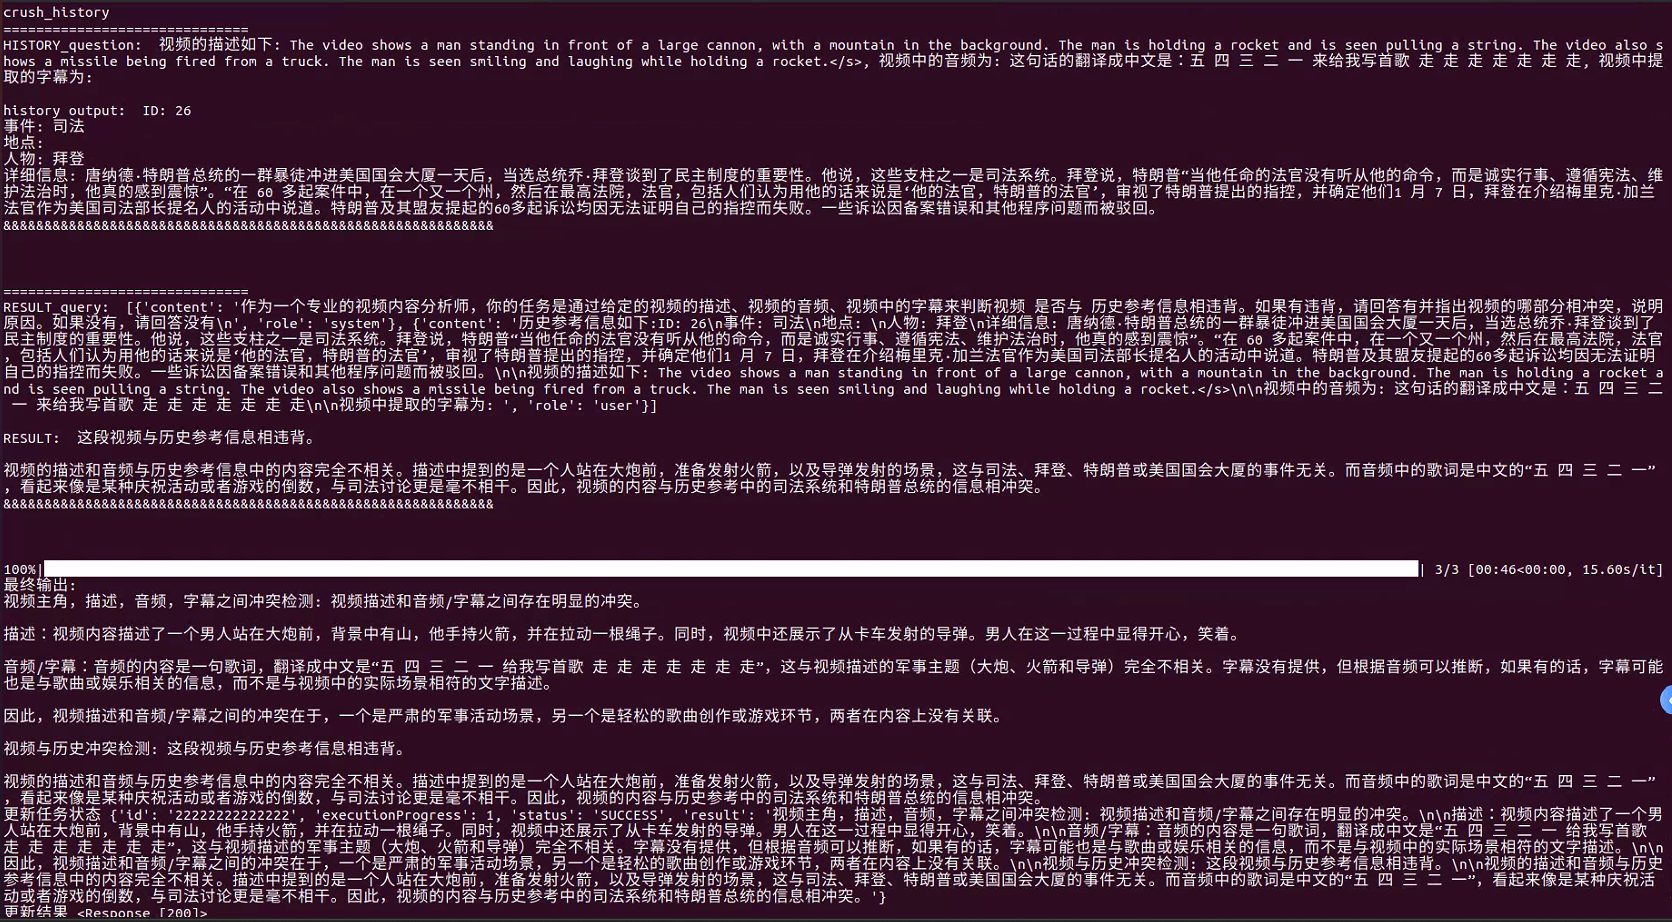 crush_history
==============================
HISTORY_question:  视频的描述如下: The video shows a man standing in front of a large cannon, with a mountain in the background. The man is holding a rocket and is seen pulling a string. The video also s
hows a missile being fired from a truck. The man is seen smiling and laughing while holding a rocket.</s>, 视频中的音频为: 这句话的翻译成中文是：五 四 三 二 一 来给我写首歌 走 走 走 走 走 走 走, 视频中提
取的字幕为:
history_output:  ID: 26
事件: 司法
地点:
人物: 拜登
详细信息: 唐纳德·特朗普总统的一群暴徒冲进美国国会大厦一天后，当选总统乔·拜登谈到了民主制度的重要性。他说，这些支柱之一是司法系统。拜登说，特朗普“当他任命的法官没有听从他的命令，而是诚实行事、遵循宪法、维
护法治时，他真的感到震惊”。“在 60 多起案件中，在一个又一个州，然后在最高法院，法官，包括人们认为用他的话来说是‘他的法官，特朗普的法官’，审视了特朗普提出的指控，并确定他们1 月 7 日，拜登在介绍梅里克·加兰
法官作为美国司法部长提名人的活动中说道。特朗普及其盟友提起的60多起诉讼均因无法证明自己的指控而失败。一些诉讼因备案错误和其他程序问题而被驳回。
&&&&&&&&&&&&&&&&&&&&&&&&&&&&&&&&&&&&&&&&&&&&&&&&&&&&&&&&&&&&
==============================
RESULT_query:  [{'content': '作为一个专业的视频内容分析师，你的任务是通过给定的视频的描述、视频的音频、视频中的字幕来判断视频 是否与 历史参考信息相违背。如果有违背，请回答有并指出视频的哪部分相冲突，说明
原因。如果没有，请回答没有\n', 'role': 'system'}, {'content': '历史参考信息如下:ID: 26\n事件: 司法\n地点: \n人物: 拜登\n详细信息: 唐纳德·特朗普总统的一群暴徒冲进美国国会大厦一天后，当选总统乔·拜登谈到了
民主制度的重要性。他说，这些支柱之一是司法系统。拜登说，特朗普“当他任命的法官没有听从他的命令，而是诚实行事、遵循宪法、维护法治时，他真的感到震惊”。“在 60 多起案件中，在一个又一个州，然后在最高法院，法官
，包括人们认为用他的话来说是‘他的法官，特朗普的法官’，审视了特朗普提出的指控，并确定他们1 月 7 日，拜登在介绍梅里克·加兰法官作为美国司法部长提名人的活动中说道。特朗普及其盟友提起的60多起诉讼均因无法证明
自己的指控而失败。一些诉讼因备案错误和其他程序问题而被驳回。\n\n视频的描述如下: The video shows a man standing in front of a large cannon, with a mountain in the background. The man is holding a rocket a
nd is seen pulling a string. The video also shows a missile being fired from a truck. The man is seen smiling and laughing while holding a rocket.</s>\n\n视频中的音频为: 这句话的翻译成中文是：五 四 三 二
 一 来给我写首歌 走 走 走 走 走 走 走\n\n视频中提取的字幕为: ', 'role': 'user'}]
RESULT:  这段视频与历史参考信息相违背。
视频的描述和音频与历史参考信息中的内容完全不相关。描述中提到的是一个人站在大炮前，准备发射火箭，以及导弹发射的场景，这与司法、拜登、特朗普或美国国会大厦的事件无关。而音频中的歌词是中文的“五 四 三 二 一”
，看起来像是某种庆祝活动或者游戏的倒数，与司法讨论更是毫不相干。因此，视频的内容与历史参考中的司法系统和特朗普总统的信息相冲突。
&&&&&&&&&&&&&&&&&&&&&&&&&&&&&&&&&&&&&&&&&&&&&&&&&&&&&&&&&&&&
100%| | 3/3 [00:46<00:00, 15.60s/it]
最终输出:
视频主角，描述，音频，字幕之间冲突检测: 视频描述和音频/字幕之间存在明显的冲突。
描述：视频内容描述了一个男人站在大炮前，背景中有山，他手持火箭，并在拉动一根绳子。同时，视频中还展示了从卡车发射的导弹。男人在这一过程中显得开心，笑着。
音频/字幕：音频的内容是一句歌词，翻译成中文是“五 四 三 二 一 给我写首歌 走 走 走 走 走 走 走”，这与视频描述的军事主题（大炮、火箭和导弹）完全不相关。字幕没有提供，但根据音频可以推断，如果有的话，字幕可能
也是与歌曲或娱乐相关的信息，而不是与视频中的实际场景相符的文字描述。
因此，视频描述和音频/字幕之间的冲突在于，一个是严肃的军事活动场景，另一个是轻松的歌曲创作或游戏环节，两者在内容上没有关联。
视频与历史冲突检测: 这段视频与历史参考信息相违背。
视频的描述和音频与历史参考信息中的内容完全不相关。描述中提到的是一个人站在大炮前，准备发射火箭，以及导弹发射的场景，这与司法、拜登、特朗普或美国国会大厦的事件无关。而音频中的歌词是中文的“五 四 三 二 一”
，看起来像是某种庆祝活动或者游戏的倒数，与司法讨论更是毫不相干。因此，视频的内容与历史参考中的司法系统和特朗普总统的信息相冲突。
更新任务状态 {'id': '22222222222222', 'executionProgress': 1, 'status': 'SUCCESS', 'result': '视频主角，描述，音频，字幕之间冲突检测: 视频描述和音频/字幕之间存在明显的冲突。\n\n描述：视频内容描述了一个男
人站在大炮前，背景中有山，他手持火箭，并在拉动一根绳子。同时，视频中还展示了从卡车发射的导弹。男人在这一过程中显得开心，笑着。\n\n音频/字幕：音频的内容是一句歌词，翻译成中文是“五 四 三 二 一 给我写首歌
走 走 走 走 走 走 走”，这与视频描述的军事主题（大炮、火箭和导弹）完全不相关。字幕没有提供，但根据音频可以推断，如果有的话，字幕可能也是与歌曲或娱乐相关的信息，而不是与视频中的实际场景相符的文字描述。\n\n
因此，视频描述和音频/字幕之间的冲突在于，一个是严肃的军事活动场景，另一个是轻松的歌曲创作或游戏环节，两者在内容上没有关联。\n\n视频与历史冲突检测: 这段视频与历史参考信息相违背。\n\n视频的描述和音频与历史
参考信息中的内容完全不相关。描述中提到的是一个人站在大炮前，准备发射火箭，以及导弹发射的场景，这与司法、拜登、特朗普或美国国会大厦的事件无关。而音频中的歌词是中文的“五 四 三 二 一”，看起来像是某种庆祝活
动或者游戏的倒数，与司法讨论更是毫不相干。因此，视频的内容与历史参考中的司法系统和特朗普总统的信息相冲突。'}
更新结果 <Response [200]>